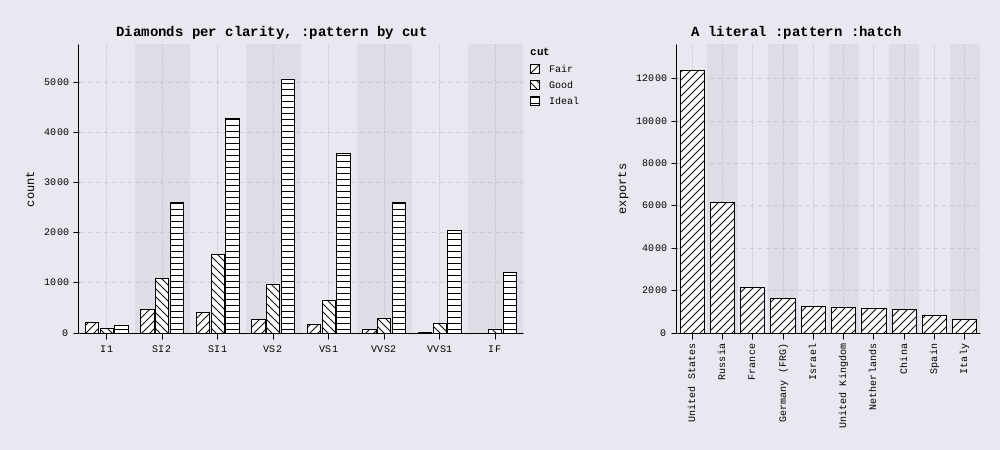 Diamonds per clarity, :pattern by cut
count
5000
4000
3000
2000
1000
0
I1 SI2 SI1 VS2 VS1 VVS2 VVS1 IF
cut
Fair
Good
Ideal
A literal :pattern :hatch
exports
12000
10000
8000
6000
4000
2000
0
United States
Russia
France
Germany (FRG)
Israel
United Kingdom
Netherlands
China
Spain
Italy